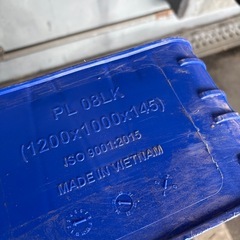 PL 08LK
(1200x1000x145)
ISO 9001:2015
MADE IN VIETNAM